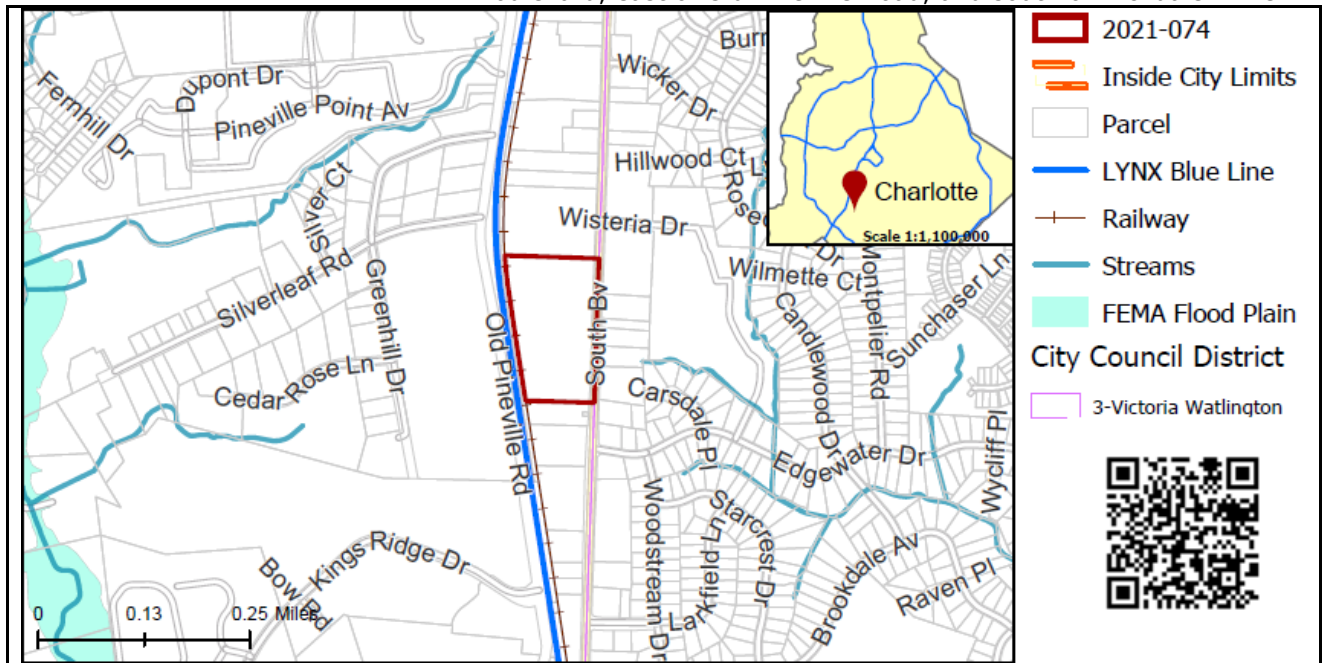 2021-074
Inside City Limits
Parcel
LYNX Blue Line
Railway
Streams
FEMA Flood Plain
City Council District
3-Victoria Watlington
Charlotte
Scale 1:1,100,000
Fernhill Dr
Dupont Dr
Pineville Point Av
Silver Ct
Silverleaf Rd
Greenhill Dr
Cedar Rose Ln
Old Pineville Rd
South Bv
Wicker Dr
Hillwood Ct
Wisteria Dr
Wilmette Ct
Candlewood Dr
Montpelier Rd
Sunchaser Ln
Carsdale Pl
Edgewater Dr
Wycliff Pl
Woodstream Dr
Larkfield Ln
Starcrest Dr
Brookdale Av
Raven Pl
Kings Ridge Dr
Bow Rd
0 0.13 0.25 Miles